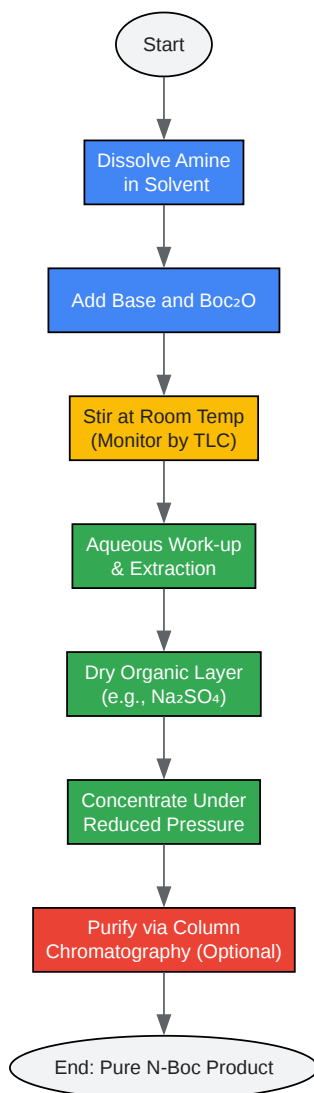 Start
Dissolve Amine
in Solvent
Add Base and Boc₂O
Stir at Room Temp
(Monitor by TLC)
Aqueous Work-up
& Extraction
Dry Organic Layer
(e.g., Na₂SO₄)
Concentrate Under
Reduced Pressure
Purify via Column
Chromatography (Optional)
End: Pure N-Boc Product